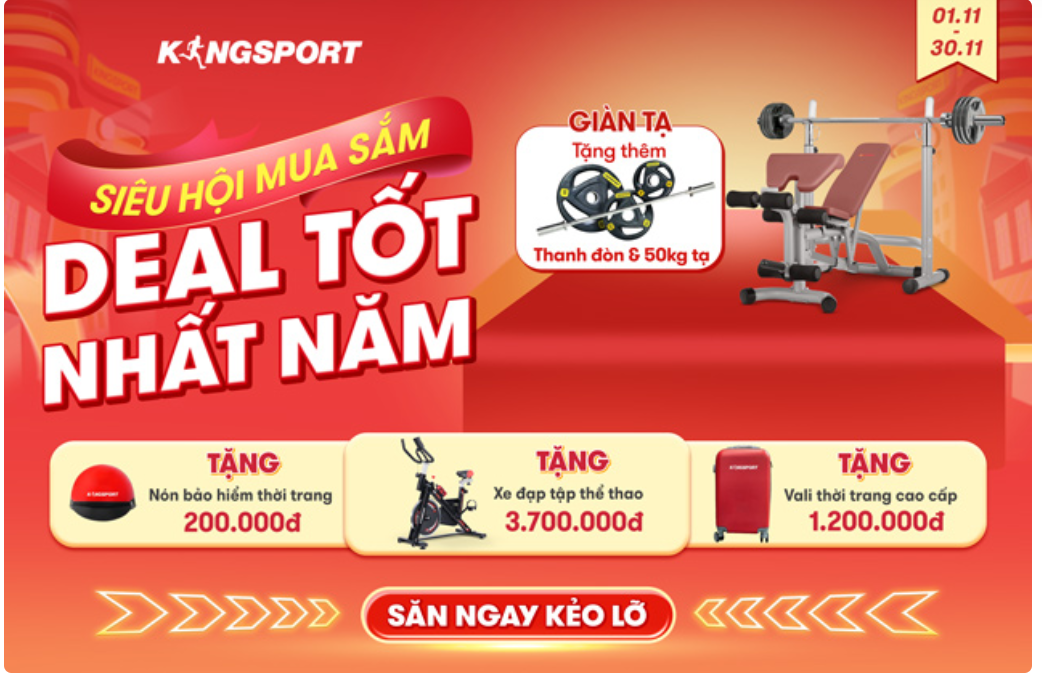 KINGSPORT
01.11
-
30.11
SIÊU HỘI MUA SẮM
DEAL TỐT
NHẤT NĂM
GIÀN TẠ
Tặng thêm
Thanh đòn & 50kg tạ
TẶNG
Nón bảo hiểm thời trang
200.000đ
KINGSPORT
TẶNG
Xe đạp tập thể thao
3.700.000đ
TẶNG
Vali thời trang cao cấp
1.200.000đ
KINGSPORT
SĂN NGAY KẺO LỠ